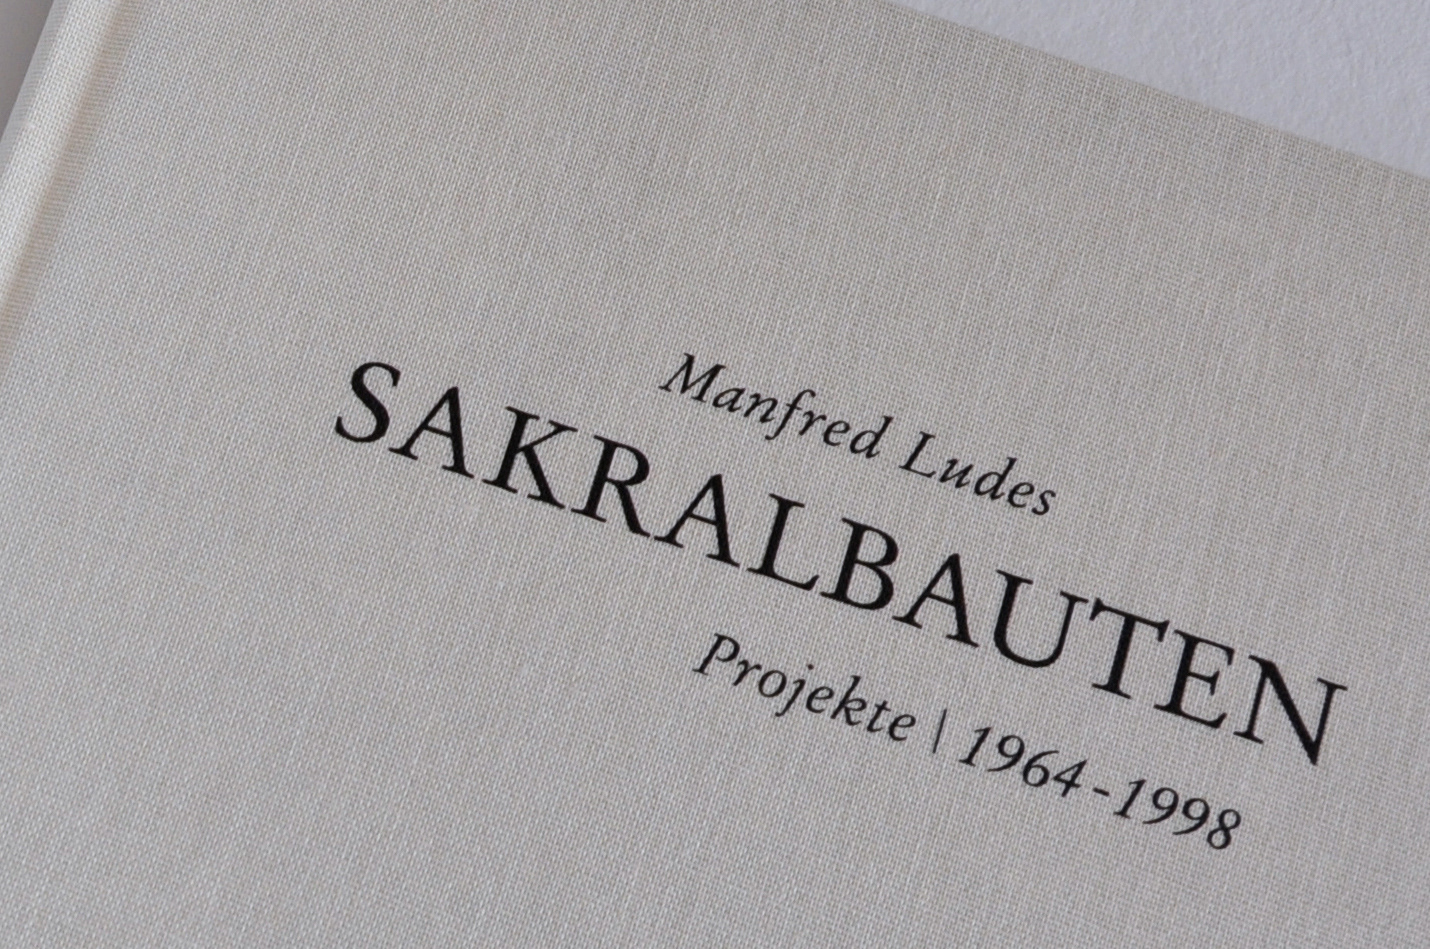 Manfred Ludes
SAKRALBAUTEN
Projekte | 1964-1998